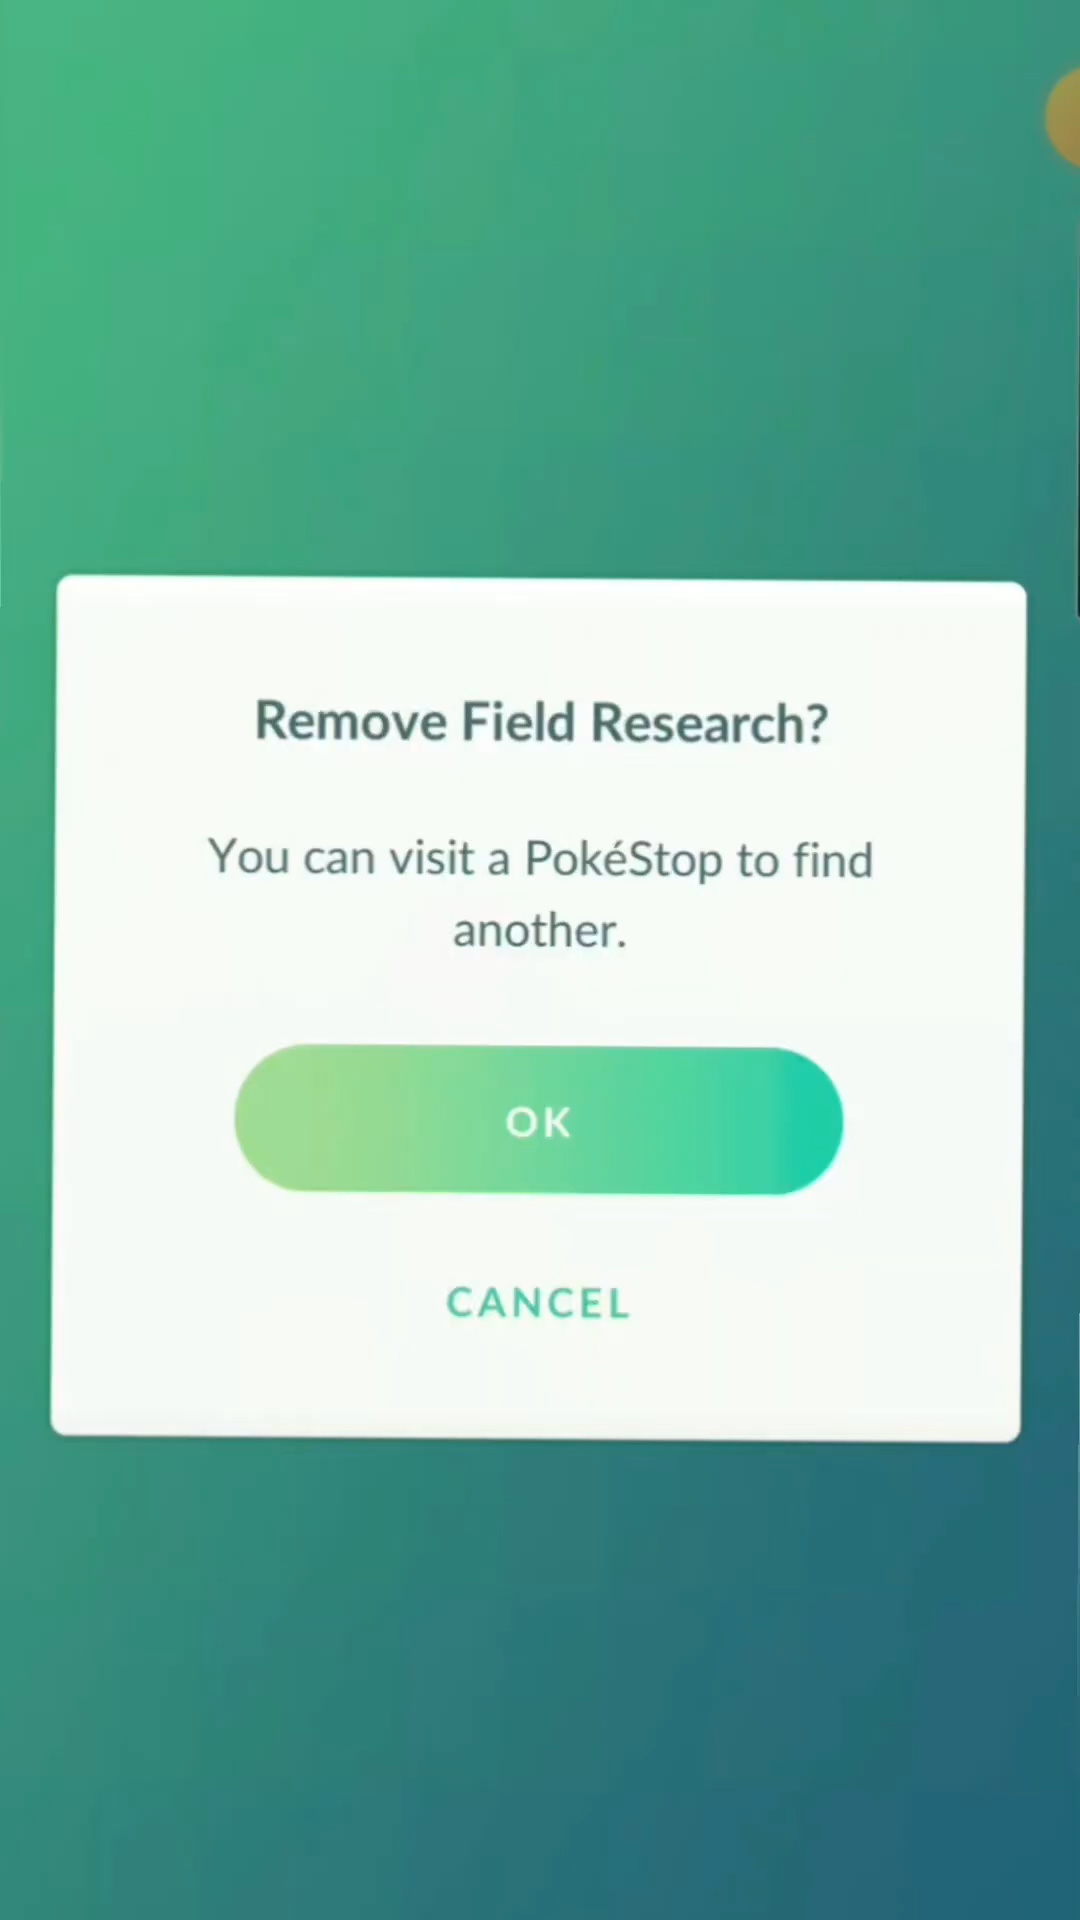 Remove Field Research?
You can visit a PokéStop to find
another.
OK
CANCEL